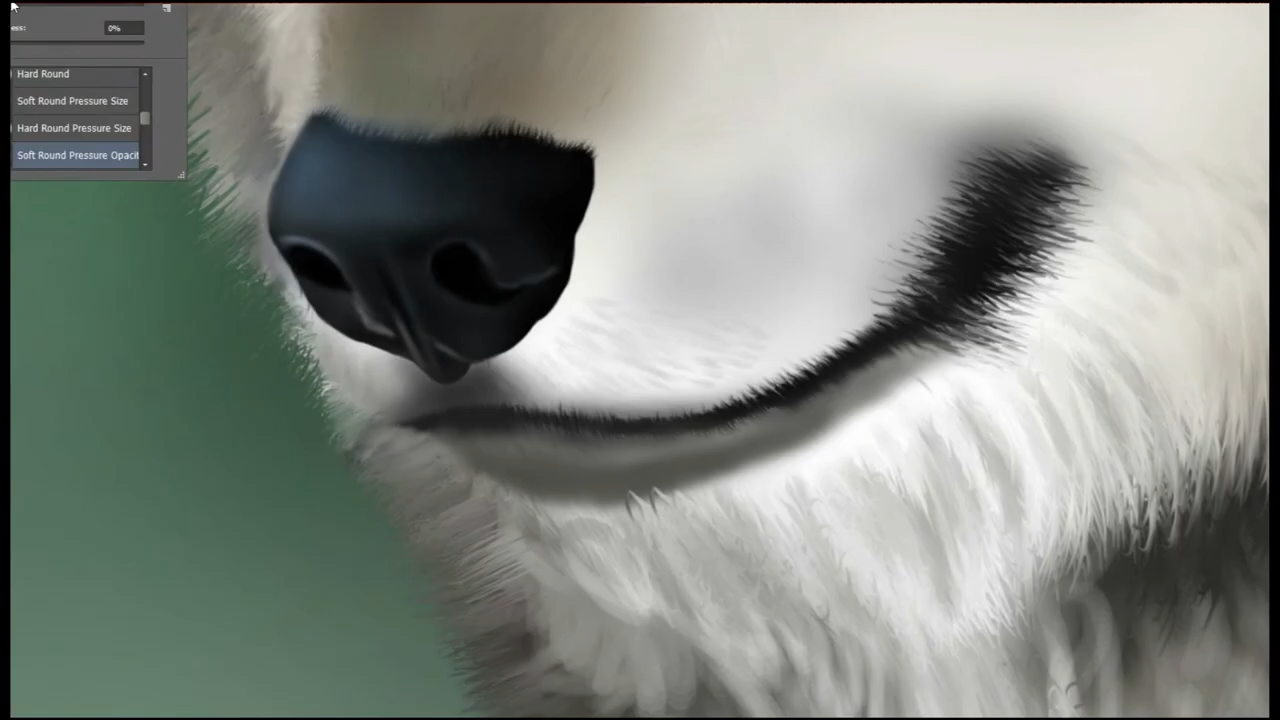 0%
Hard Round
Soft Round Pressure Size
Hard Round Pressure Size
Soft Round Pressure Opacit